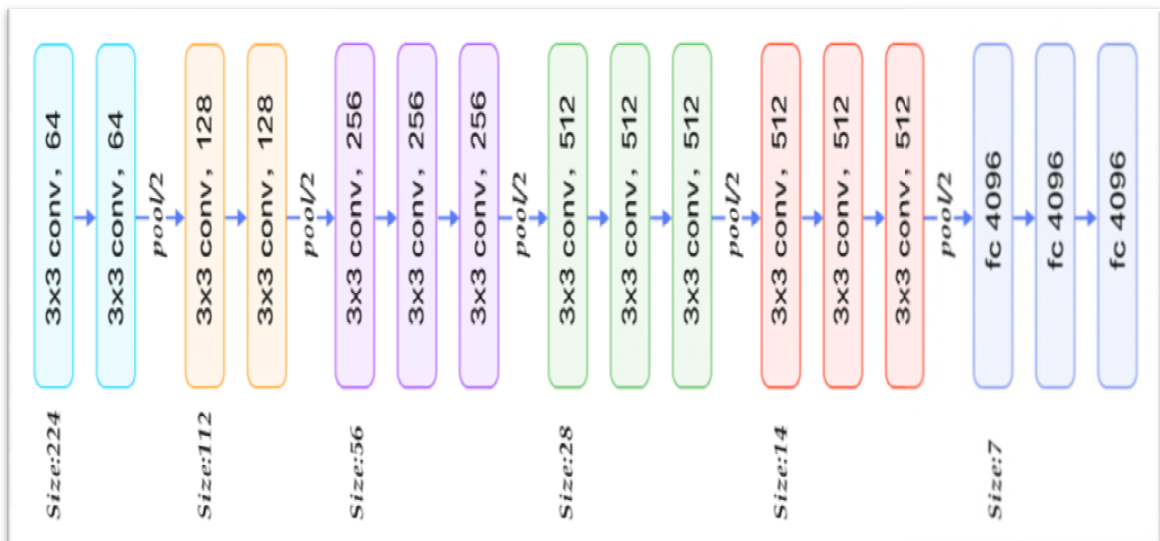 3x3 conv, 64
3x3 conv, 64
pool/2
3x3 conv, 128
3x3 conv, 128
pool/2
3x3 conv, 256
3x3 conv, 256
3x3 conv, 256
pool/2
3x3 conv, 512
3x3 conv, 512
3x3 conv, 512
pool/2
3x3 conv, 512
3x3 conv, 512
3x3 conv, 512
pool/2
fc 4096
fc 4096
fc 4096
Size:224
Size:112
Size:56
Size:28
Size:14
Size:7